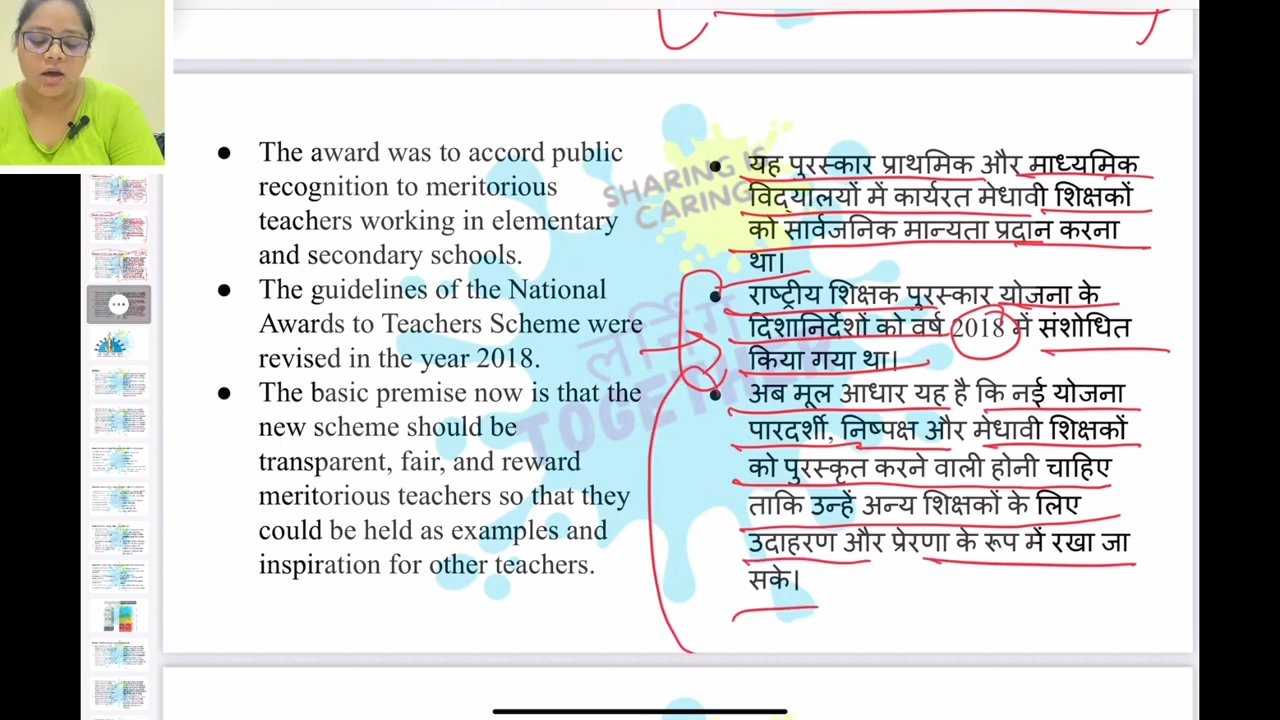 ● The award was to accord public
recognition to meritorious
teachers working in elementary
and secondary schools.
● The guidelines of the National
Awards to Teachers Scheme were
revised in the year 2018
● The basic premise now is that the
new scheme should be
transparent, fair, and reward
meritorious teachers so that they
could be held as examples and
inspiration for other teachers.
● यह पुरस्कार प्राथमिक और माध्यमिक
विद्यालयों में कार्यरत मेधावी शिक्षकों
को सार्वजनिक मान्यता प्रदान करना
था।
● राष्ट्रीय शिक्षक पुरस्कार योजना के
दिशानिर्देशों को वर्ष 2018 में संशोधित
किया गया था।
● अब मूल आधार यह है कि नई योजना
पारदर्शी, निष्पक्ष और मेधावी शिक्षकों
को पुरस्कृत करने वाली होनी चाहिए
ताकि उन्हें अन्य शिक्षकों के लिए
उदाहरण और प्रेरणा के रूप में रखा जा
सके।
SHARING IS
CARING
लर्निंग